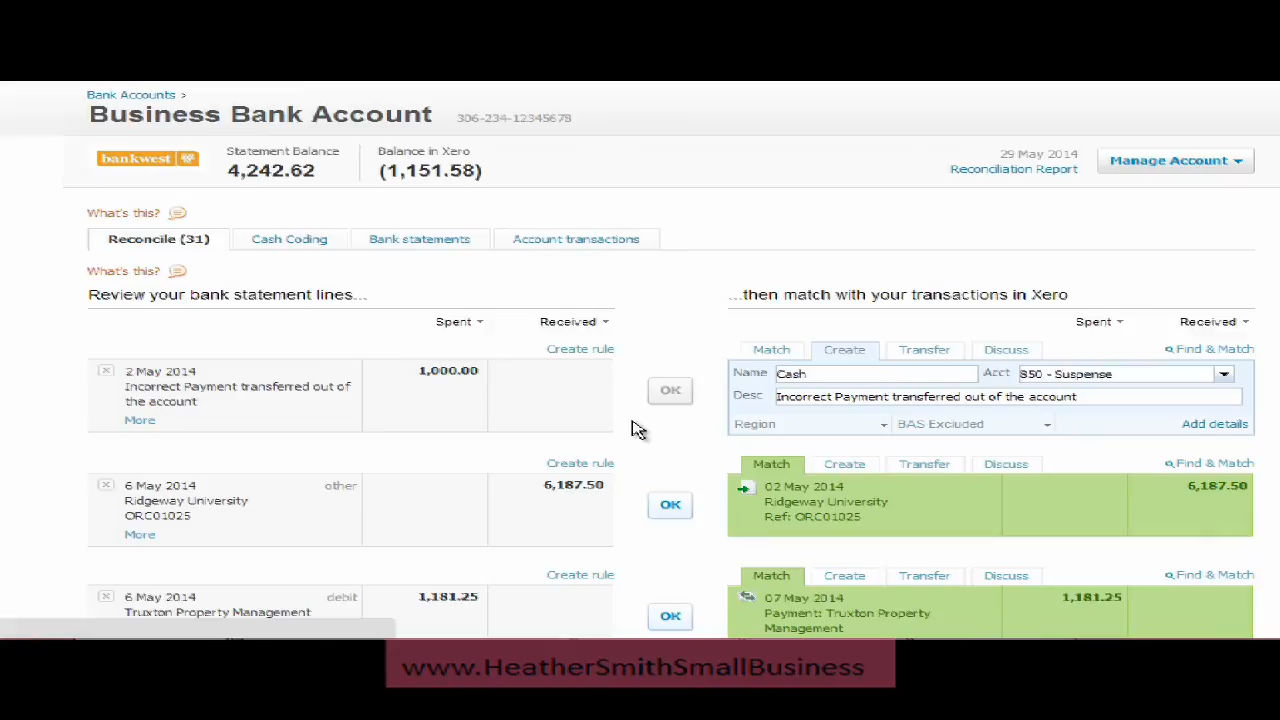 Bank Accounts >
Business Bank Account 306-234-12345678
bankwest
Statement Balance
4,242.62
Balance in Xero
(1,151.58)
29 May 2014
Reconciliation Report
Manage Account
What's this?
Reconcile (31) Cash Coding Bank statements Account transactions
What's this?
Review your bank statement lines...
...then match with your transactions in Xero
Spent Received
Spent Received
Create rule
Match Create Transfer Discuss Find & Match
2 May 2014 1,000.00
Incorrect Payment transferred out of
the account
More
OK
Name Cash Acct 850 - Suspense
Desc Incorrect Payment transferred out of the account
Region BAS Excluded Add details
Create rule
Match Create Transfer Discuss Find & Match
6 May 2014 other 6,187.50
Ridgeway University
ORC01025
More
OK
02 May 2014 6,187.50
Ridgeway University
Ref: ORC01025
Create rule
Match Create Transfer Discuss Find & Match
6 May 2014 debit 1,181.25
Truxton Property Management
OK
07 May 2014 1,181.25
Payment: Truxton Property
Management
www.HeatherSmithSmallBusiness